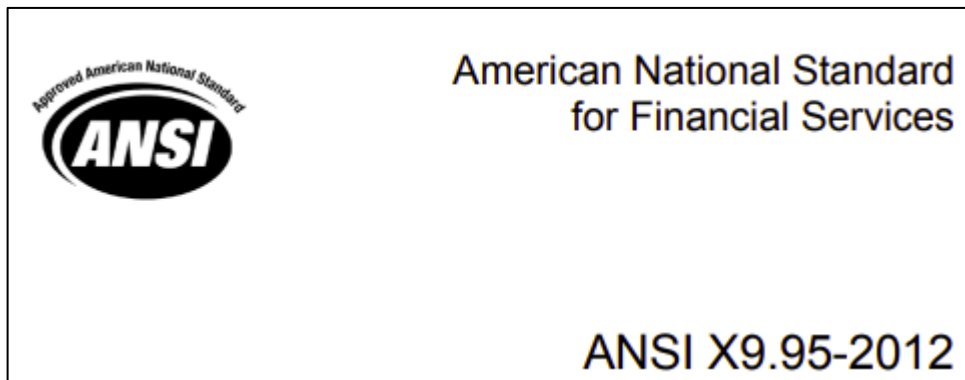 Approved American National Standard
ANSI
American National Standard
for Financial Services
ANSI X9.95-2012